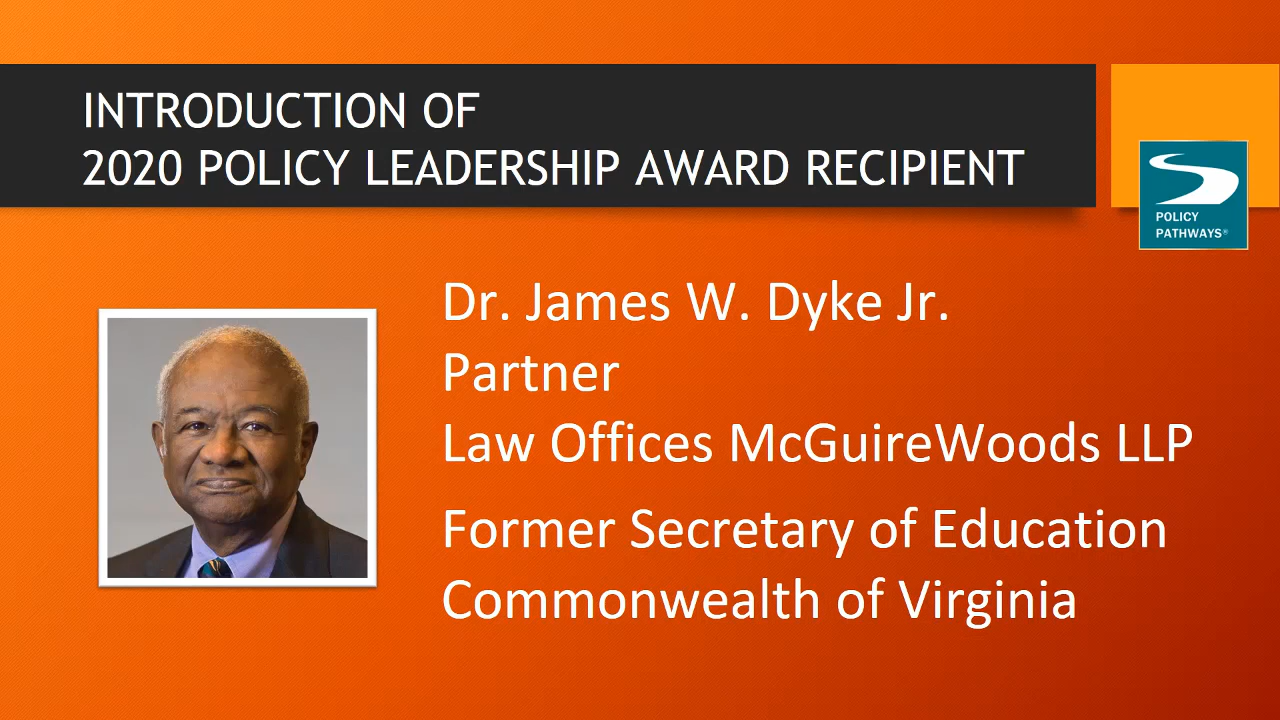 INTRODUCTION OF
2020 POLICY LEADERSHIP AWARD RECIPIENT
POLICY
PATHWAYS®
Dr. James W. Dyke Jr.
Partner
Law Offices McGuireWoods LLP
Former Secretary of Education
Commonwealth of Virginia